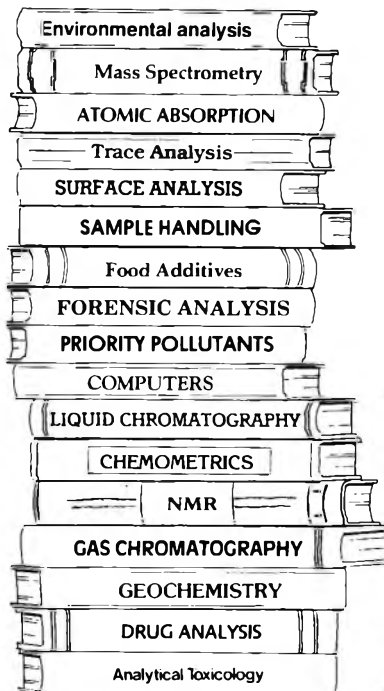 Environmental analysis
Mass Spectrometry
ATOMIC ABSORPTION
Trace Analysis
SURFACE ANALYSIS
SAMPLE HANDLING
Food Additives
FORENSIC ANALYSIS
PRIORITY POLLUTANTS
COMPUTERS
LIQUID CHROMATOGRAPHY
CHEMOMETRICS
NMR
GAS CHROMATOGRAPHY
GEOCHEMISTRY
DRUG ANALYSIS
Analytical Toxicology